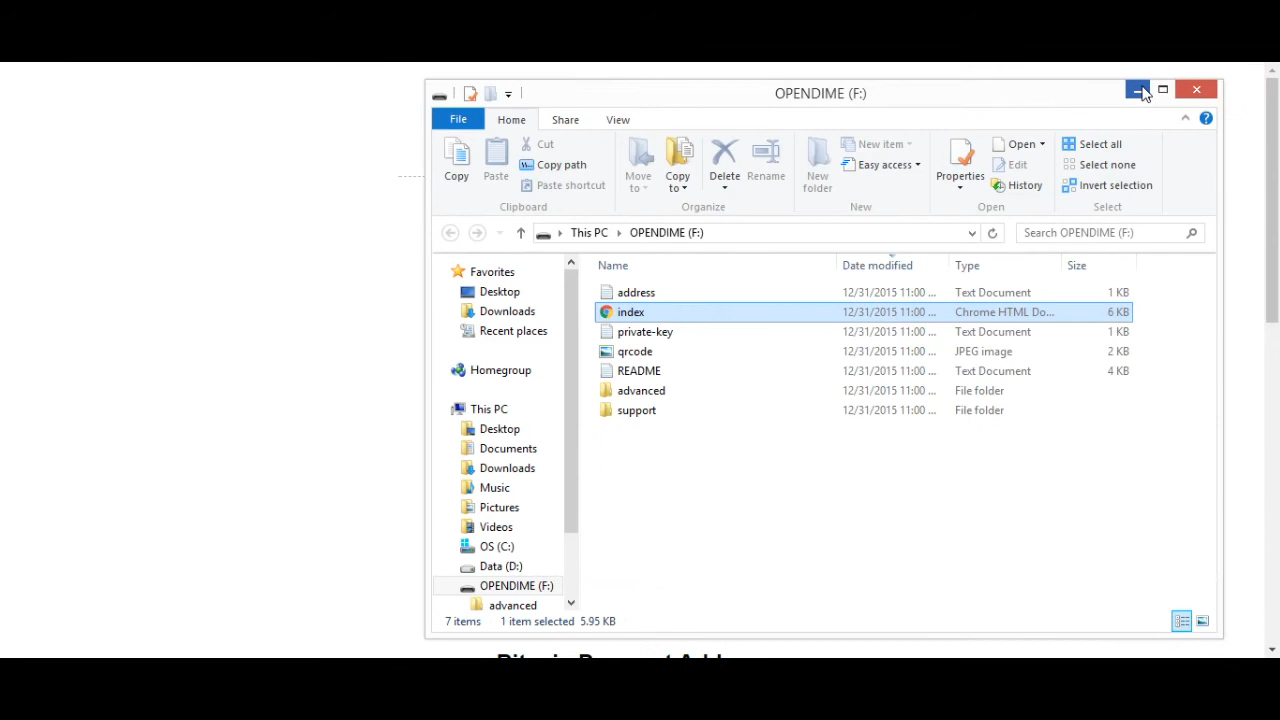 OPENDIME (F:)
File Home Share View
Copy
Paste
Cut
Copy path
Paste shortcut
Clipboard
Move to
Copy to
Delete
Rename
Organize
New folder
New item
Easy access
New
Properties
Open
Edit
History
Open
Select all
Select none
Invert selection
Select
This PC OPENDIME (F:)
Search OPENDIME (F:)
Favorites
Desktop
Downloads
Recent places
Homegroup
This PC
Desktop
Documents
Downloads
Music
Pictures
Videos
OS (C:)
Data (D:)
OPENDIME (F:)
advanced
Name Date modified Type Size
address 12/31/2015 11:00 ... Text Document 1 KB
index 12/31/2015 11:00 ... Chrome HTML Do... 6 KB
private-key 12/31/2015 11:00 ... Text Document 1 KB
qrcode 12/31/2015 11:00 ... JPEG image 2 KB
README 12/31/2015 11:00 ... Text Document 4 KB
advanced 12/31/2015 11:00 ... File folder
support 12/31/2015 11:00 ... File folder
7 items 1 item selected 5.95 KB